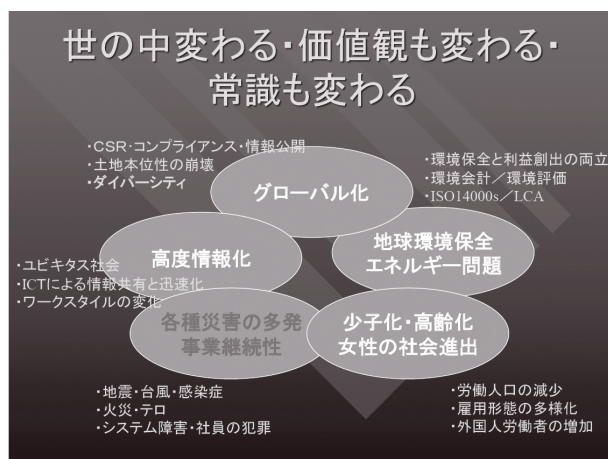 世の中変わる・価値観も変わる・
常識も変わる
・CSR・コンプライアンス・情報公開
・土地本位性の崩壊
・ダイバーシティ
グローバル化
・環境保全と利益創出の両立
・環境会計／環境評価
・ISO14000s／LCA
高度情報化
地球環境保全
エネルギー問題
・ユビキタス社会
・ICTによる情報共有と迅速化
・ワークスタイルの変化
各種災害の多発
事業継続性
少子化・高齢化
女性の社会進出
・地震・台風・感染症
・火災・テロ
・システム障害・社員の犯罪
・労働人口の減少
・雇用形態の多様化
・外国人労働者の増加